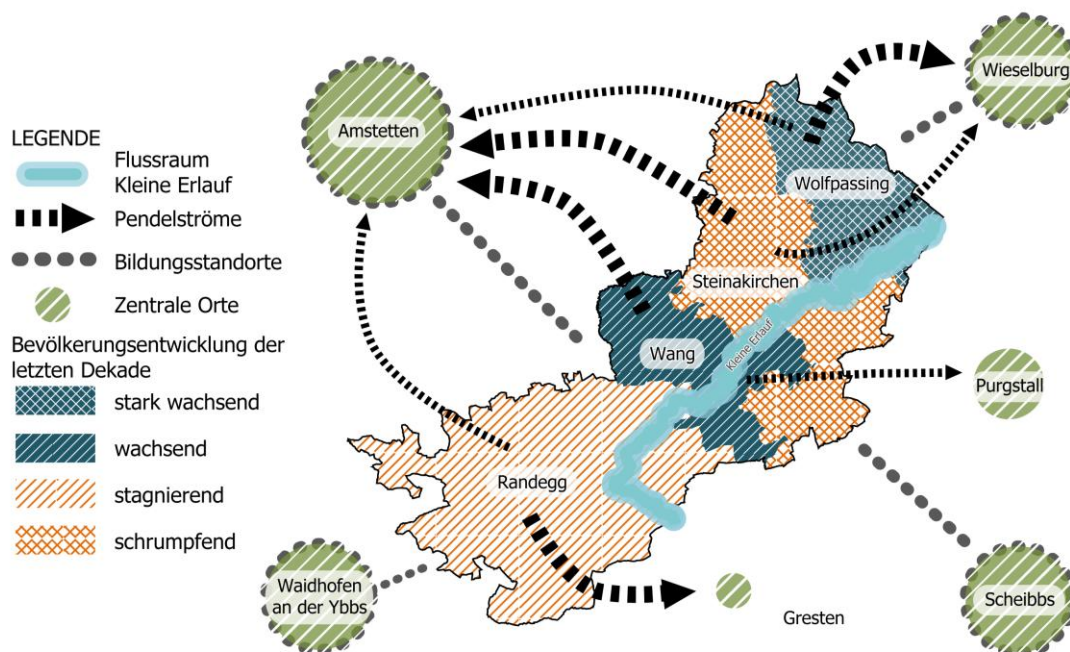 LEGENDE
Flussraum
Kleine Erlauf
Pendelströme
Bildungsstandorte
Zentrale Orte
Bevölkerungsentwicklung der
letzten Dekade
stark wachsend
wachsend
stagnierend
schrumpfend
Amstetten
Wieselburg
Wolfpassing
Steinakirchen
Wang
Kleine Erlauf
Purgstall
Randegg
Waidhofen
an der Ybbs
Gresten
Scheibbs